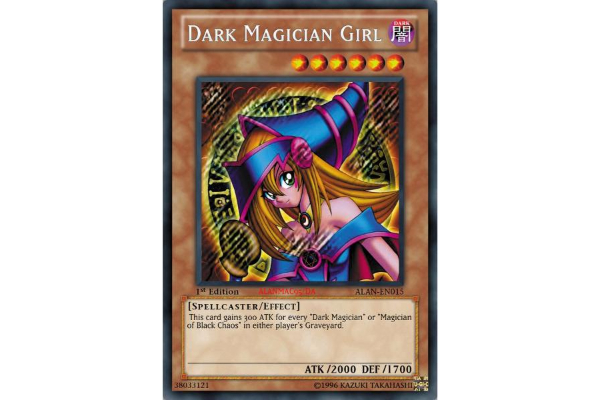 DARK MAGICIAN GIRL
DARK
闇
1st Edition ALAN-EN015
[SPELLCASTER/EFFECT]
This card gains 300 ATK for every "Dark Magician" or "Magician
of Black Chaos" in either player's Graveyard.
ATK/2000 DEF/1700
38033121 ©1996 KAZUKI TAKAHASHI